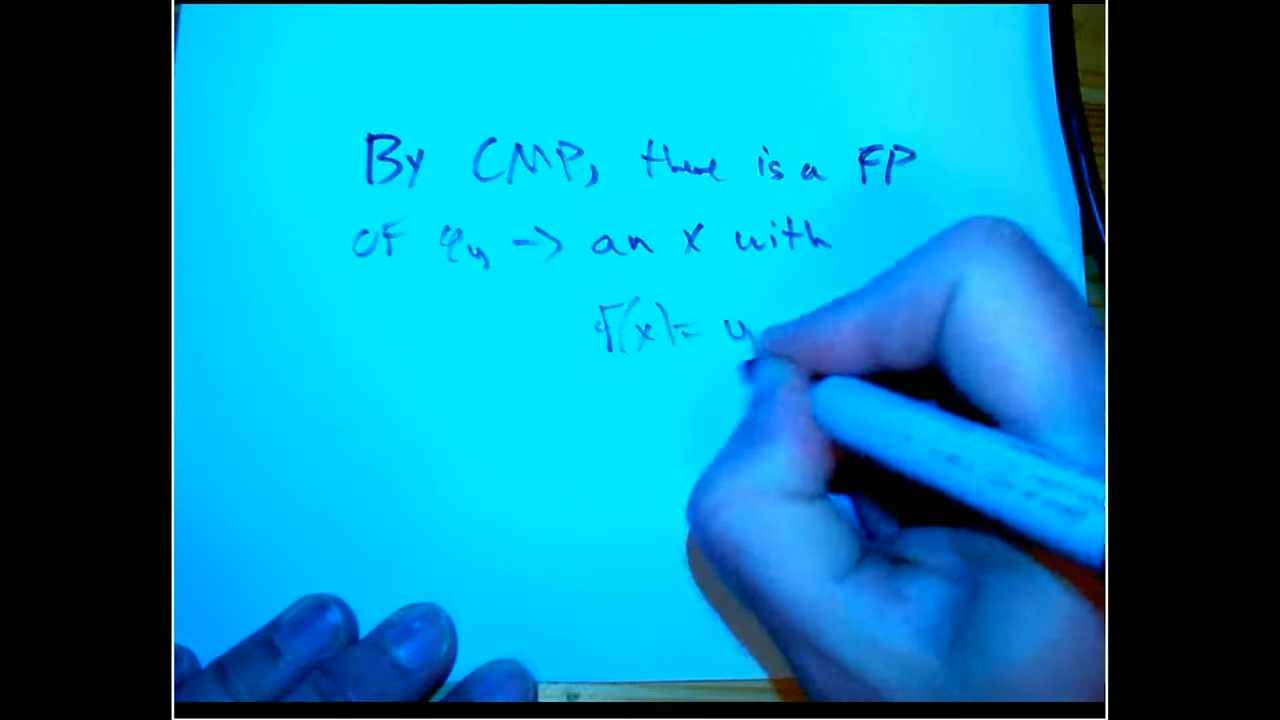 By CMP, there is a FP
of φy → an x with
f(x) = y